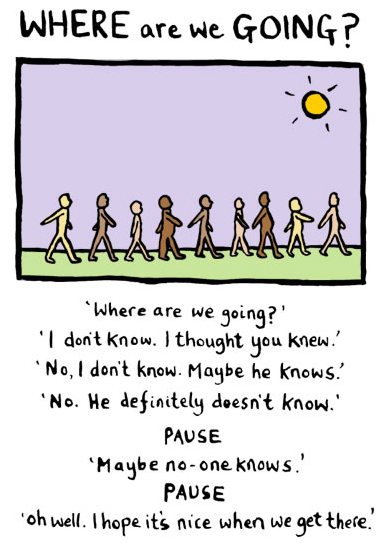 WHERE are we GOING?
'Where are we going?'
'I don't know. I thought you knew.'
'No, I don't know. Maybe he knows.'
'No. He definitely doesn't know.'
PAUSE
'Maybe no-one knows.'
PAUSE
'oh well. I hope it's nice when we get there.'